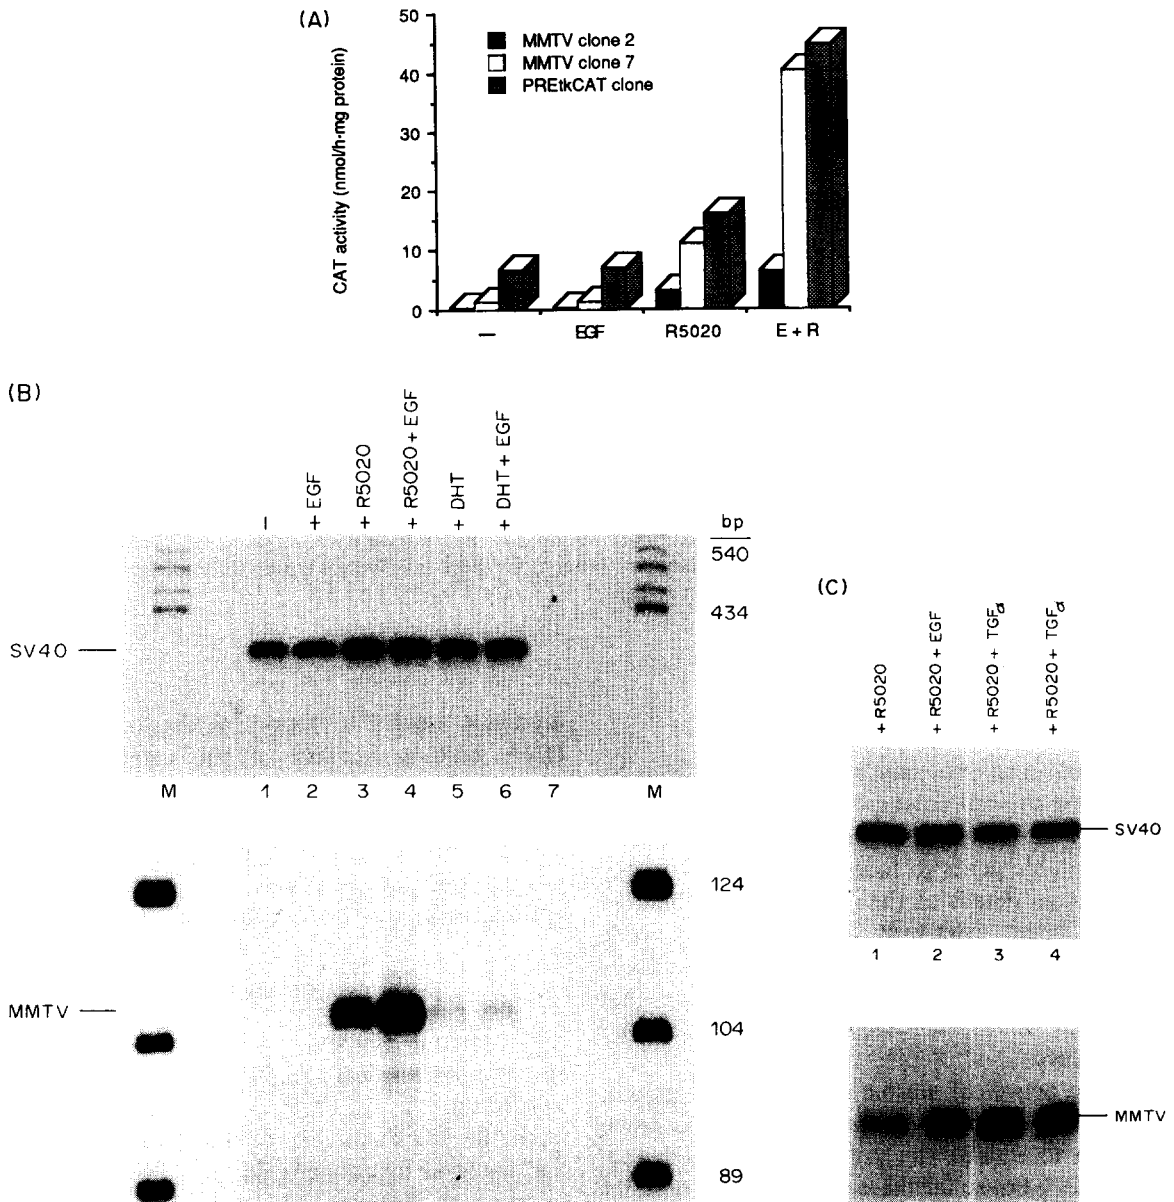 (A)
CAT activity (nmol/h·mg protein)
50
40
30
20
10
0
MMTV clone 2
MMTV clone 7
PREtkCAT clone
— EGF R5020 E + R
(B)
—
+ EGF
+ R5020
+ R5020 + EGF
+ DHT
+ DHT + EGF
bp
540
434
SV40
M 1 2 3 4 5 6 7 M
124
MMTV
104
89
(C)
+ R5020
+ R5020 + EGF
+ R5020 + TGFα
+ R5020 + TGFα
SV40
1 2 3 4
MMTV